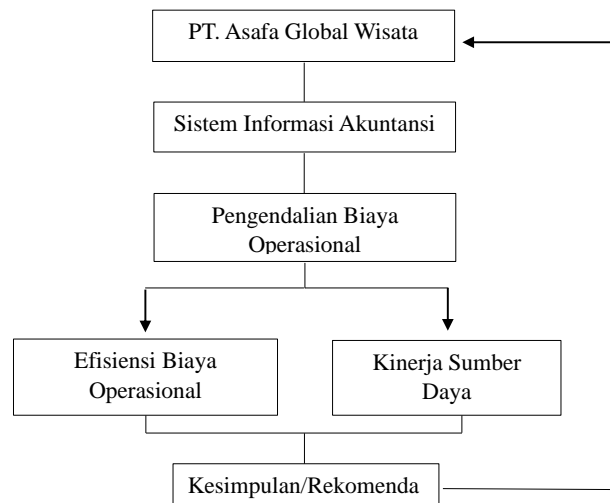 PT. Asafa Global Wisata
Sistem Informasi Akuntansi
Pengendalian Biaya
Operasional
Efisiensi Biaya
Operasional
Kinerja Sumber
Daya
Kesimpulan/Rekomenda